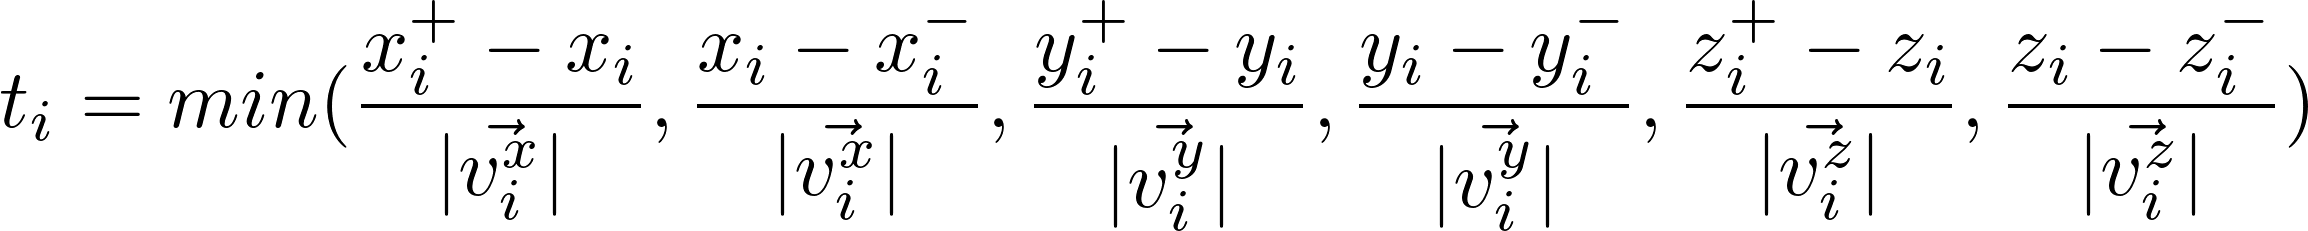 $t_i = min(\frac{x_i^+ - x_i}{|\vec{v_i^x}|}, \frac{x_i - x_i^-}{|\vec{v_i^x}|}, \frac{y_i^+ - y_i}{|\vec{v_i^y}|}, \frac{y_i - y_i^-}{|\vec{v_i^y}|}, \frac{z_i^+ - z_i}{|\vec{v_i^z}|}, \frac{z_i - z_i^-}{|\vec{v_i^z}|})$